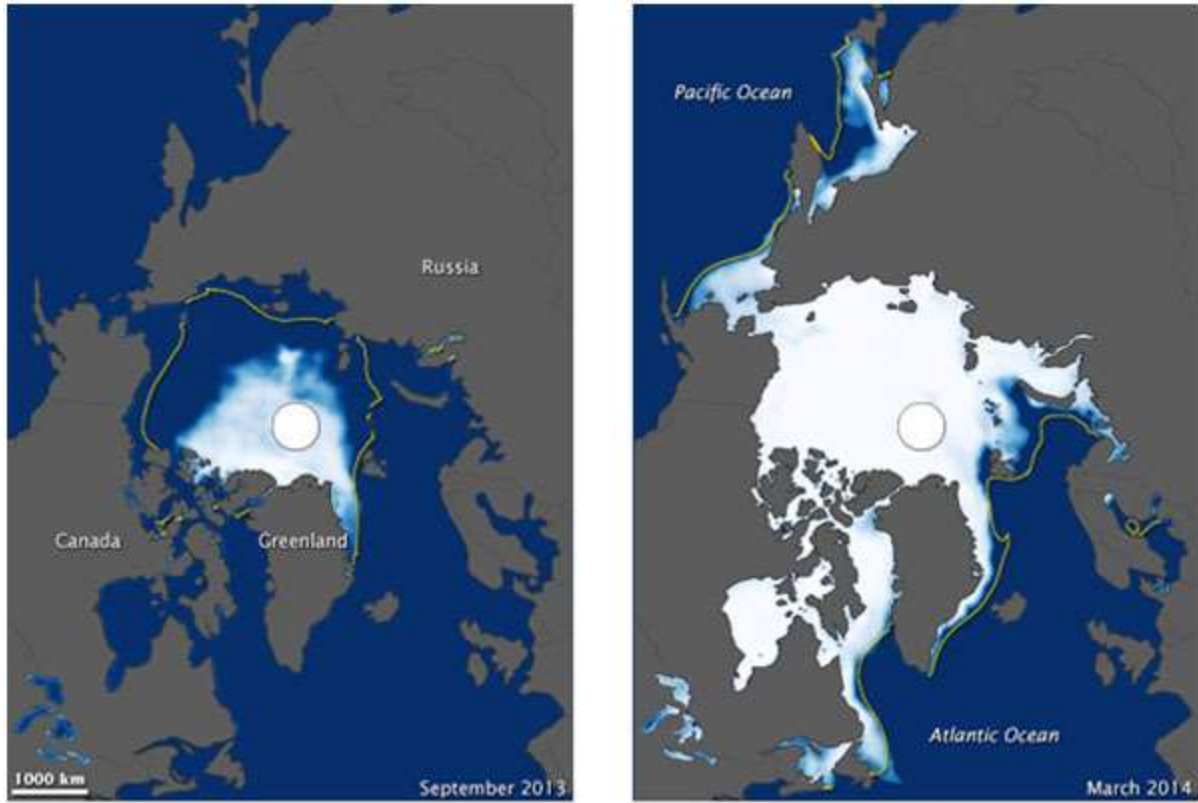 Russia
Canada
Greenland
1000 km
September 2013
Pacific Ocean
Atlantic Ocean
March 2014